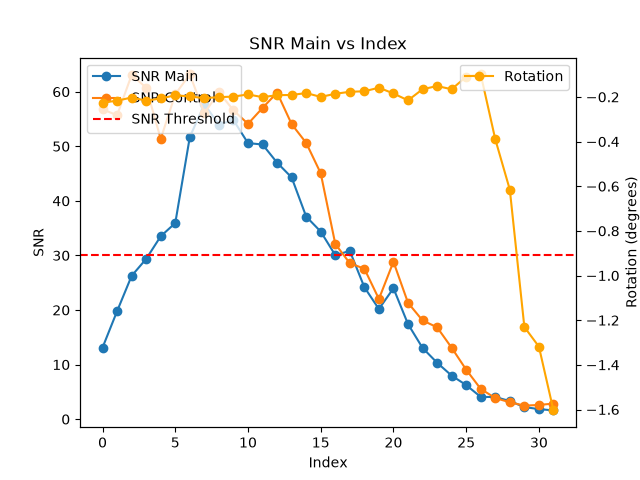 SNR Main vs Index
SNR Main
SNR Control
SNR Threshold
Rotation
60
50
40
30
20
10
0
SNR
−0.2
−0.4
−0.6
−0.8
−1.0
−1.2
−1.4
−1.6
Rotation (degrees)
0 5 10 15 20 25 30
Index